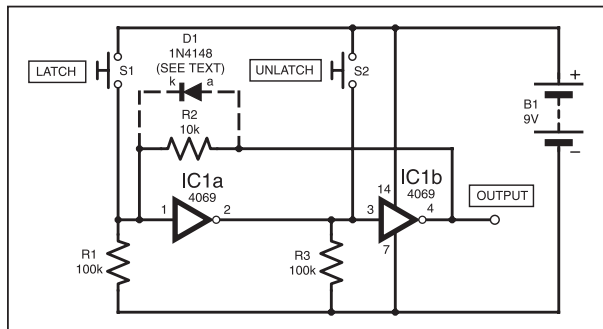 D1
1N4148
(SEE TEXT)
k
a
LATCH
S1
UNLATCH
S2
+
B1
9V
–
R2
10k
IC1a
4069
1
2
IC1b
4069
14
3
4
7
OUTPUT
R1
100k
R3
100k